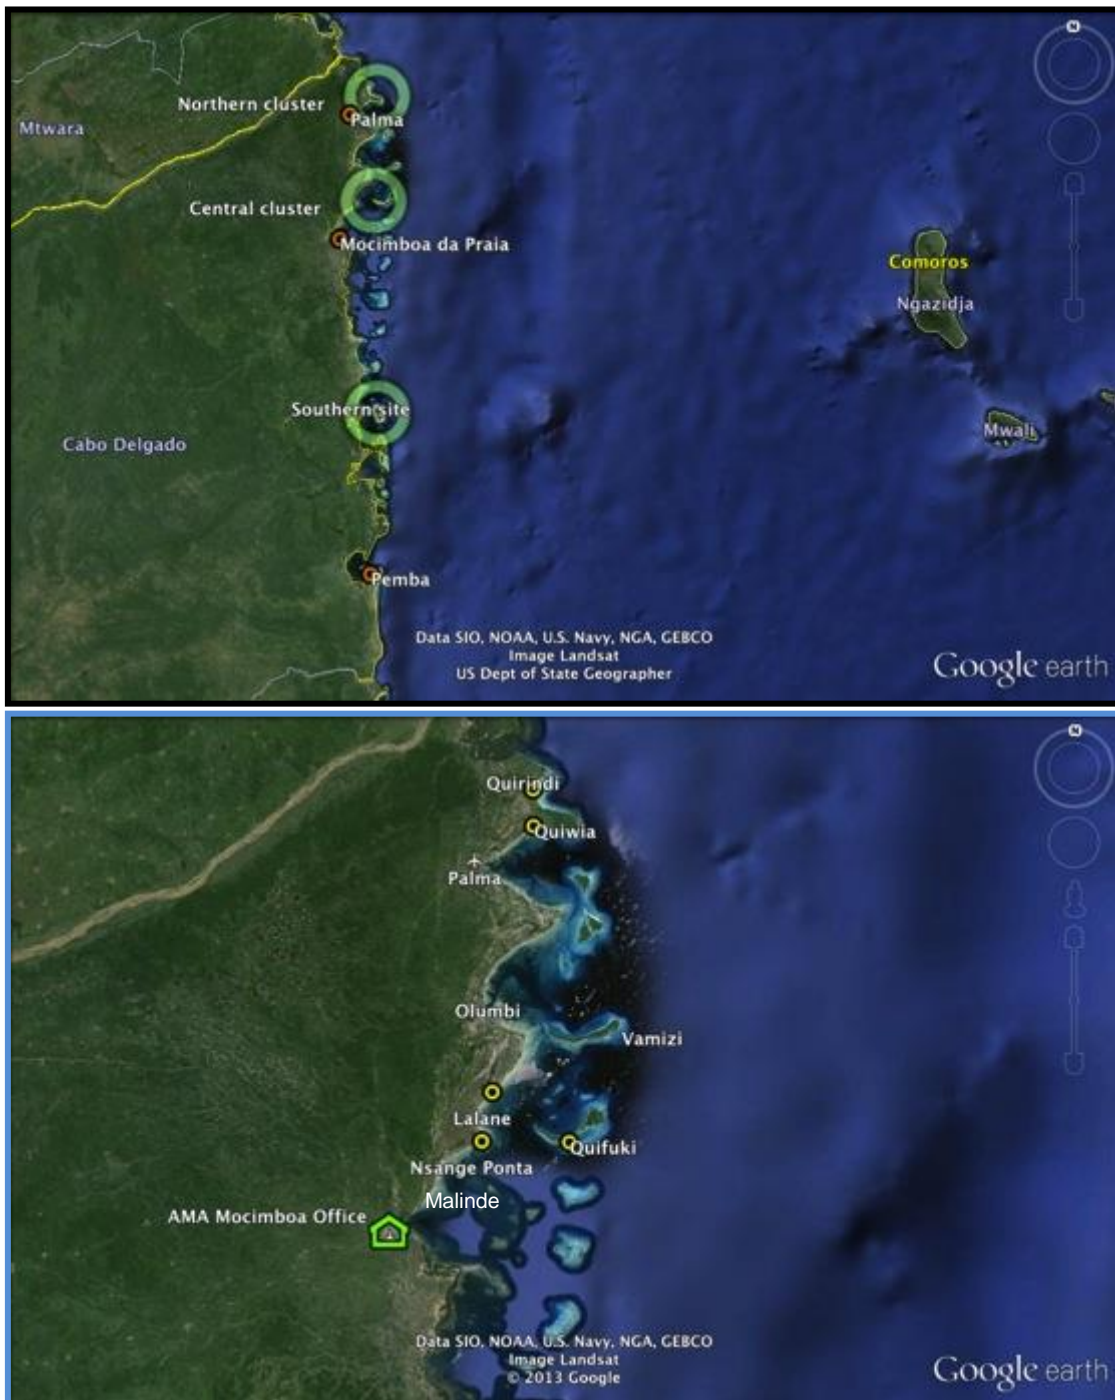 N
Northern cluster
Palma
Mtwara
Central cluster
Mocimboa da Praia
Comoros
Ngazidja
Southern site
Mwali
Cabo Delgado
Pemba
Data SIO, NOAA, U.S. Navy, NGA, GEBCO
Image Landsat
US Dept of State Geographer
Google earth
N
Quirindi
Quiwia
Palma
Olumbi
Vamizi
Lalane
Quifuki
Nsange Ponta
Malinde
AMA Mocimboa Office
Data SIO, NOAA, U.S. Navy, NGA, GEBCO
Image Landsat
© 2013 Google
Google earth